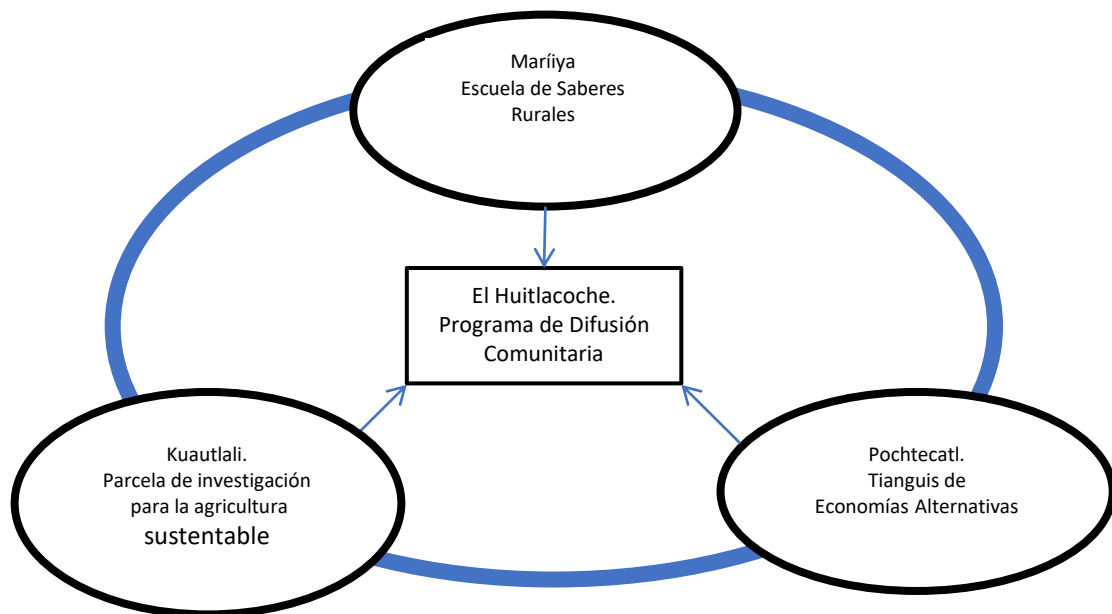 Maríiya
Escuela de Saberes
Rurales
El Huitlacoche.
Programa de Difusión
Comunitaria
Kuautlali.
Parcela de investigación
para la agricultura
sustentable
Pochtecatl.
Tianguis de
Economías Alternativas